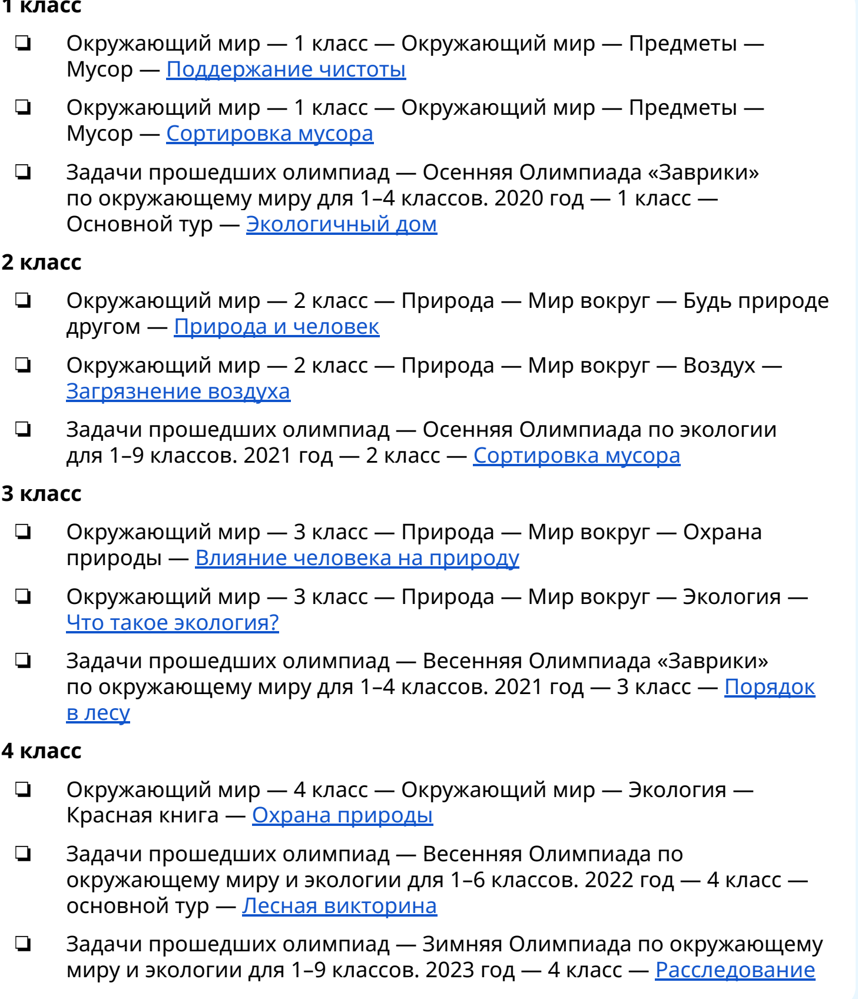 1 класс
❏ Окружающий мир — 1 класс — Окружающий мир — Предметы —
Мусор — Поддержание чистоты
❏ Окружающий мир — 1 класс — Окружающий мир — Предметы —
Мусор — Сортировка мусора
❏ Задачи прошедших олимпиад — Осенняя Олимпиада «Заврики»
по окружающему миру для 1–4 классов. 2020 год — 1 класс —
Основной тур — Экологичный дом
2 класс
❏ Окружающий мир — 2 класс — Природа — Мир вокруг — Будь природе
другом — Природа и человек
❏ Окружающий мир — 2 класс — Природа — Мир вокруг — Воздух —
Загрязнение воздуха
❏ Задачи прошедших олимпиад — Осенняя Олимпиада по экологии
для 1–9 классов. 2021 год — 2 класс — Сортировка мусора
3 класс
❏ Окружающий мир — 3 класс — Природа — Мир вокруг — Охрана
природы — Влияние человека на природу
❏ Окружающий мир — 3 класс — Природа — Мир вокруг — Экология —
Что такое экология?
❏ Задачи прошедших олимпиад — Весенняя Олимпиада «Заврики»
по окружающему миру для 1–4 классов. 2021 год — 3 класс — Порядок
в лесу
4 класс
❏ Окружающий мир — 4 класс — Окружающий мир — Экология —
Красная книга — Охрана природы
❏ Задачи прошедших олимпиад — Весенняя Олимпиада по
окружающему миру и экологии для 1–6 классов. 2022 год — 4 класс —
основной тур — Лесная викторина
❏ Задачи прошедших олимпиад — Зимняя Олимпиада по окружающему
миру и экологии для 1–9 классов. 2023 год — 4 класс — Расследование